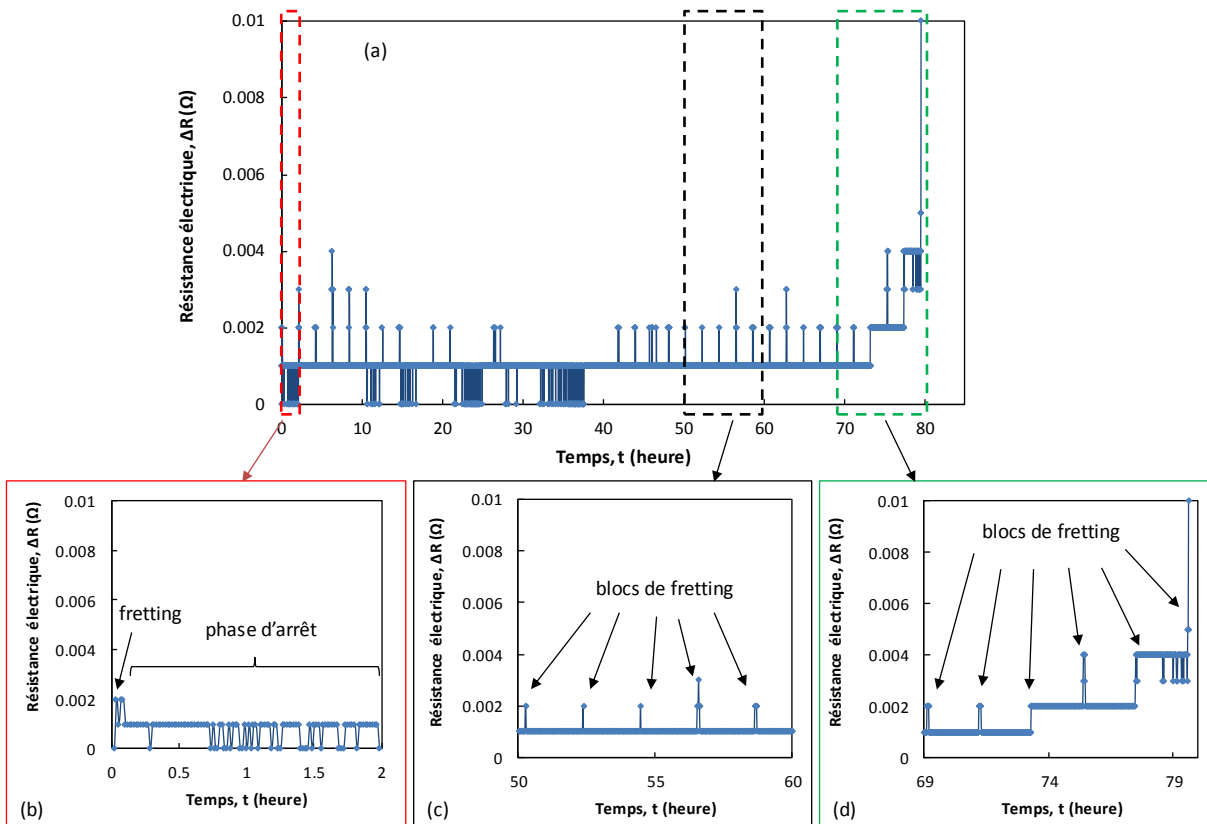 (a)
Résistance électrique, ΔR (Ω)
0.01
0.008
0.006
0.004
0.002
0
0 10 20 30 40 50 60 70 80
Temps, t (heure)
Résistance électrique, ΔR (Ω)
0.01
0.008
0.006
0.004
0.002
0
fretting
phase d'arrêt
0 0.5 1 1.5 2
Temps, t (heure)
(b)
Résistance électrique, ΔR (Ω)
0.01
0.008
0.006
0.004
0.002
0.000
blocs de fretting
50 55 60
Temps, t (heure)
(c)
Résistance électrique, ΔR (Ω)
0.01
0.008
0.006
0.004
0.002
0.000
blocs de fretting
69 74 79
Temps, t (heure)
(d)